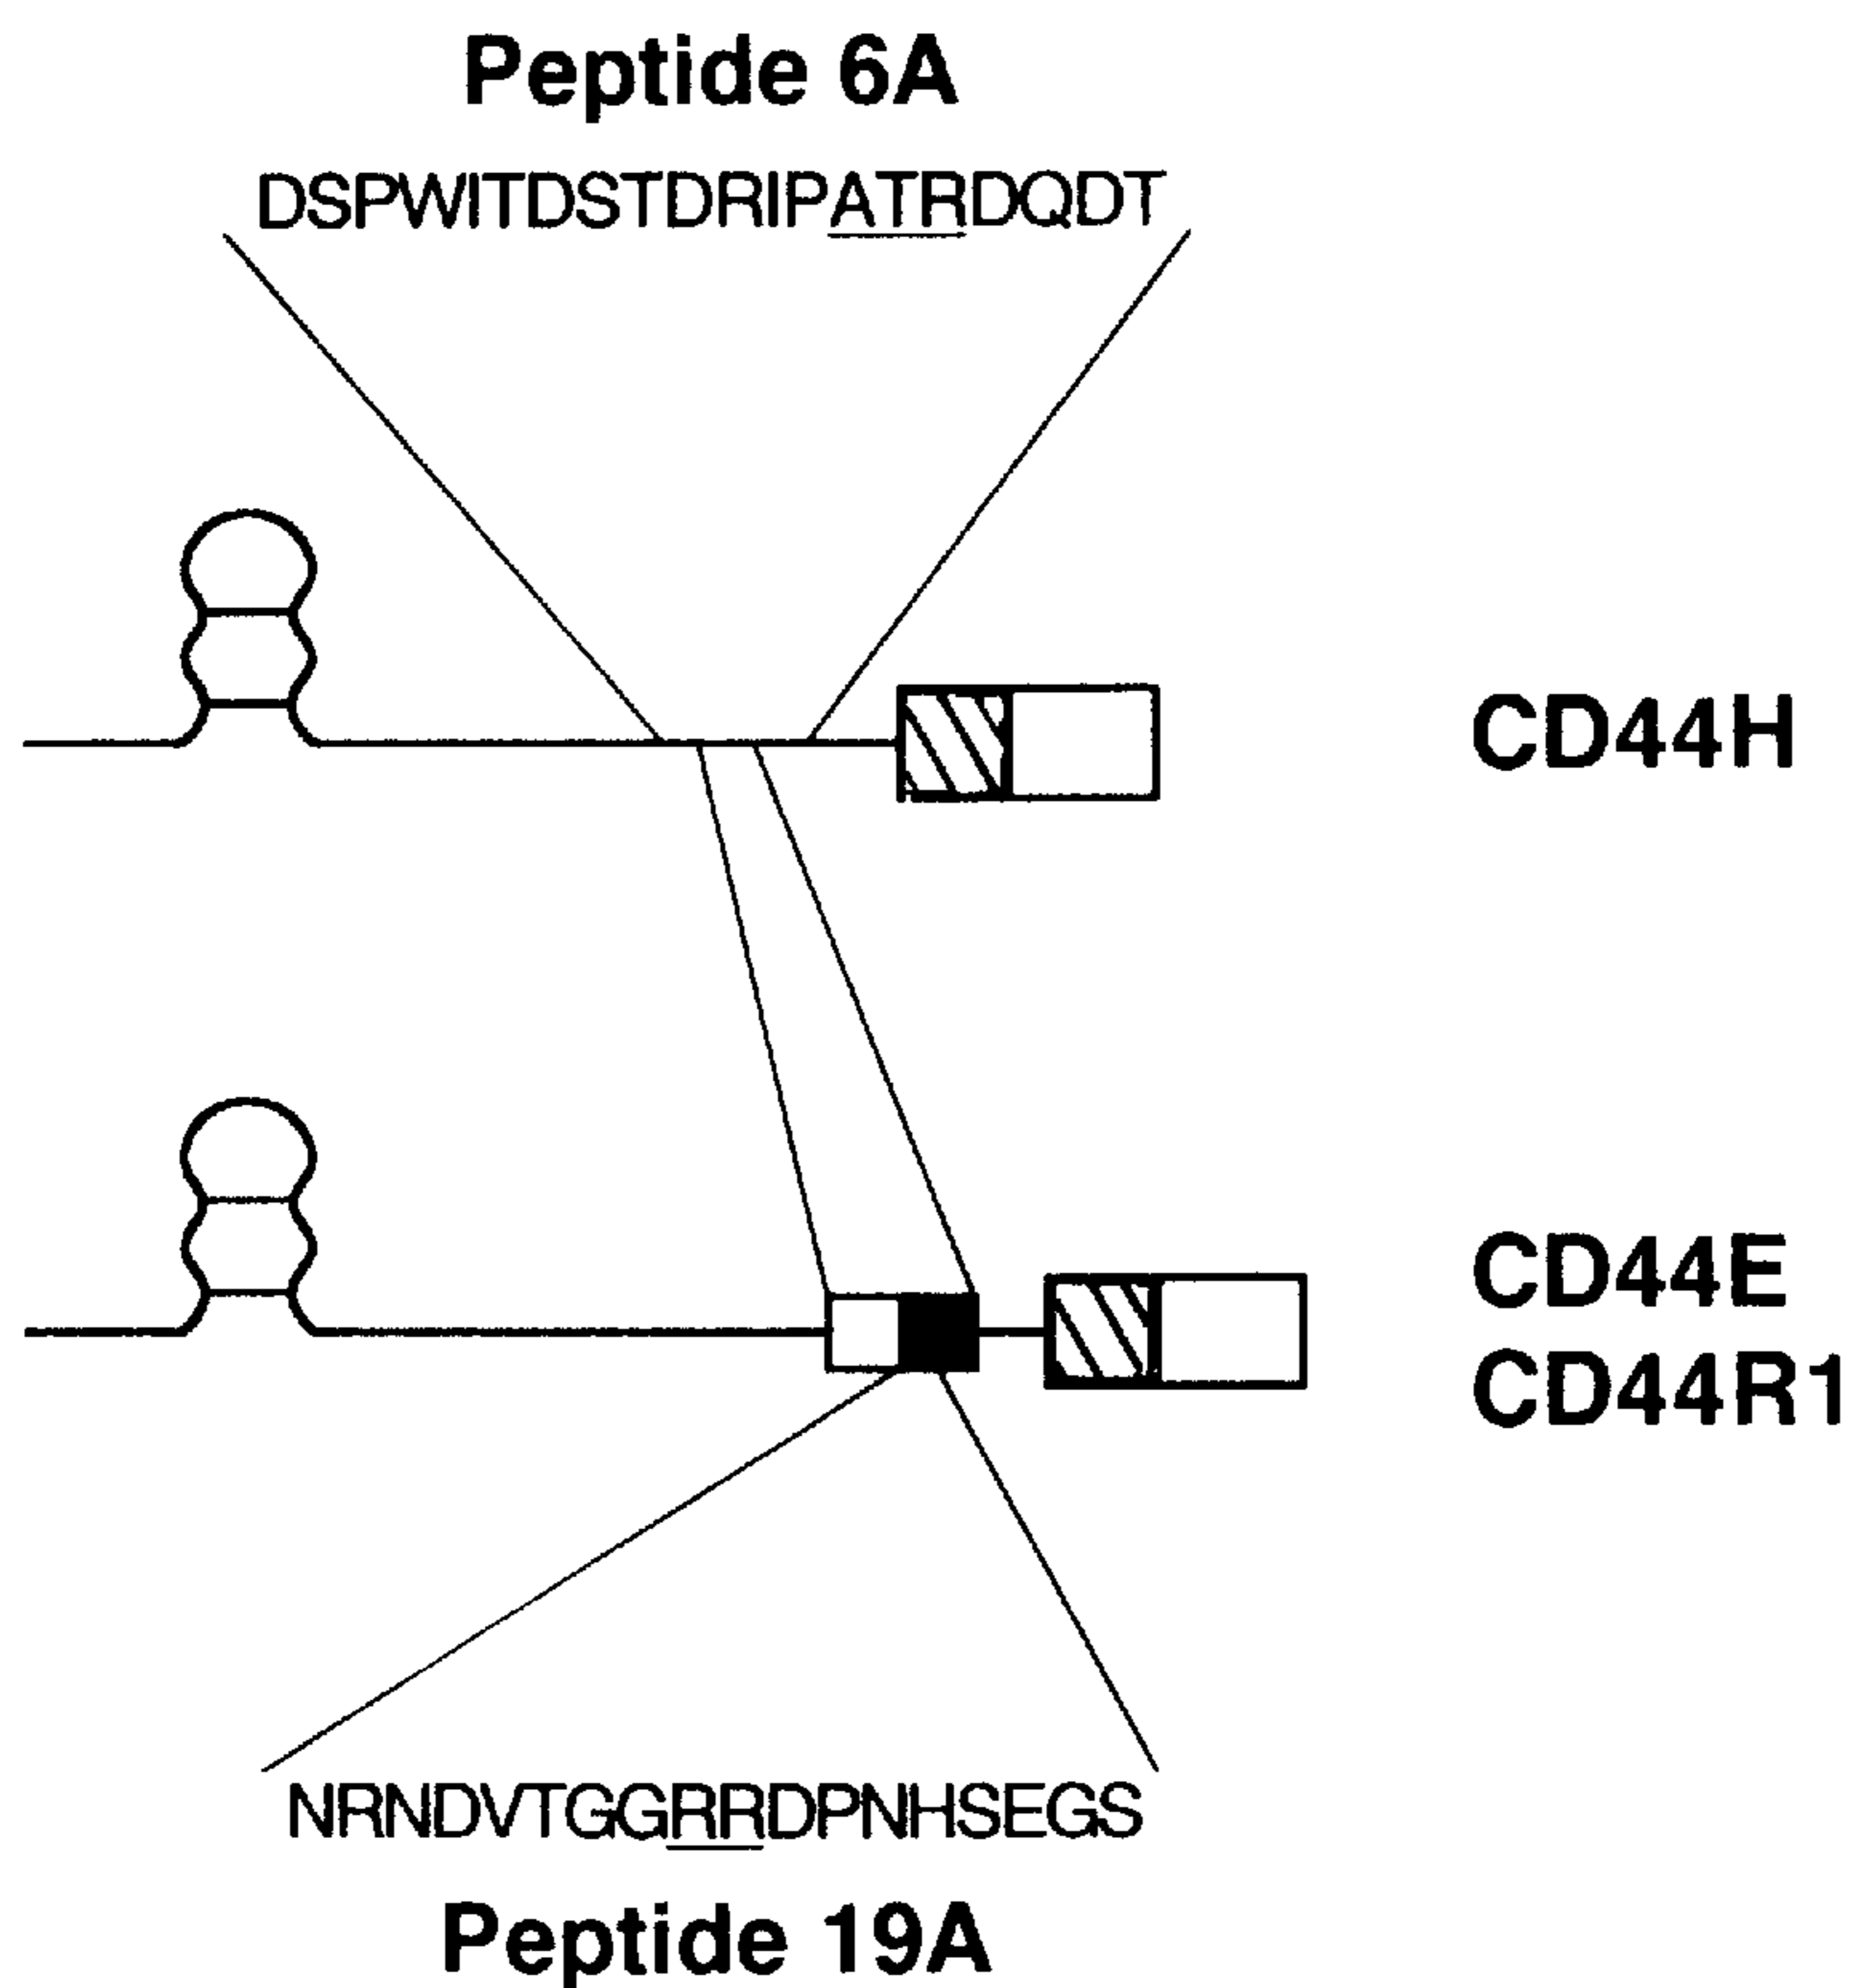 Peptide 6A
DSPWITDSTDRIPATRDQDT
CD44H
CD44E
CD44R1
NRNDVTGGRRDPNHSEGS
Peptide 19A